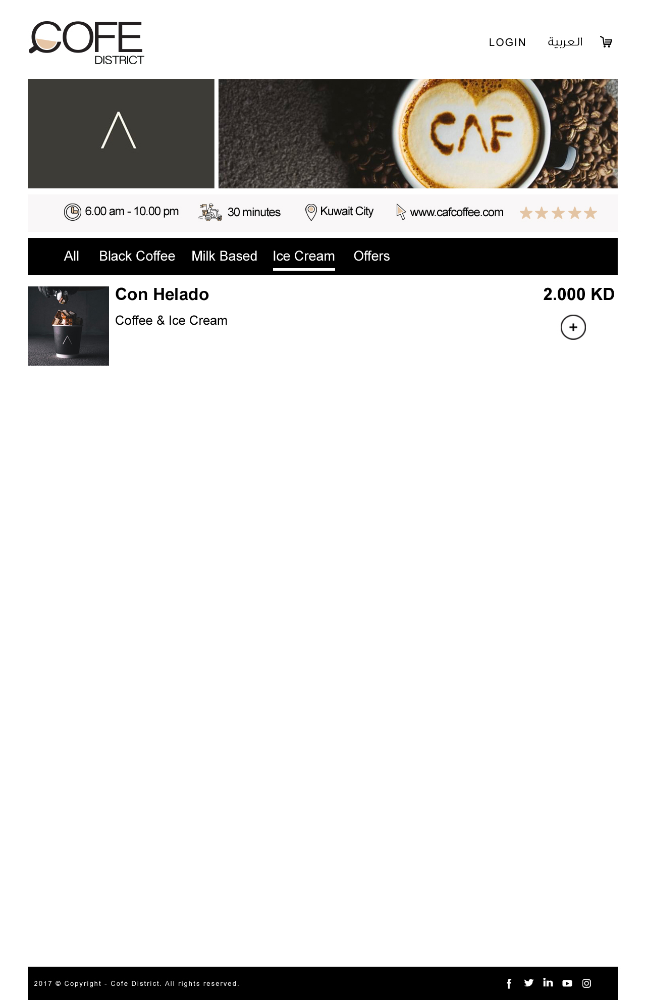 COFE
DISTRICT
LOGIN العربية
CAF
6.00 am - 10.00 pm 30 minutes Kuwait City www.cafcoffee.com
All Black Coffee Milk Based Ice Cream Offers
Con Helado 2.000 KD
Coffee & Ice Cream
2017 © Copyright - Cofe District. All rights reserved.